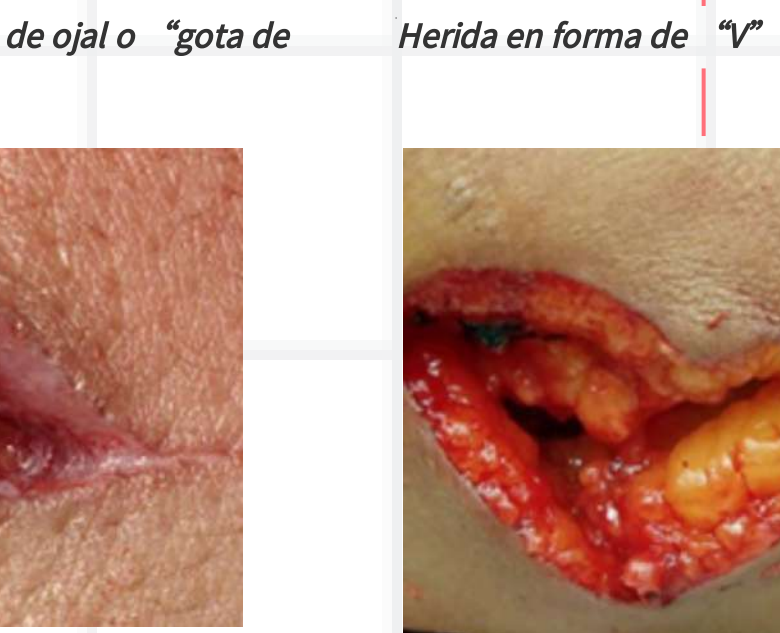 de ojal o “gota de
Herida en forma de “V”